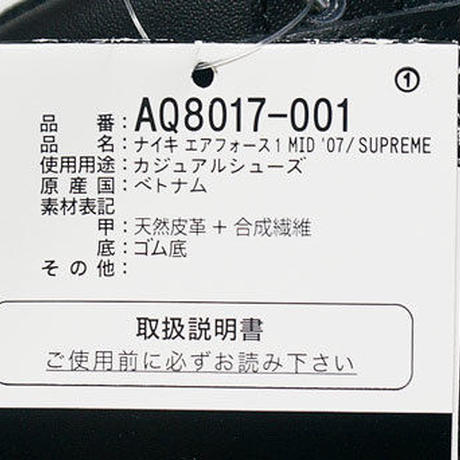 ①
品番：AQ8017-001
品名：ナイキ エアフォース1 MID '07/SUPREME
使用用途：カジュアルシューズ
原産国：ベトナム
素材表記
甲：天然皮革＋合成繊維
底：ゴム底
その他：
取扱説明書
ご使用前に必ずお読み下さい